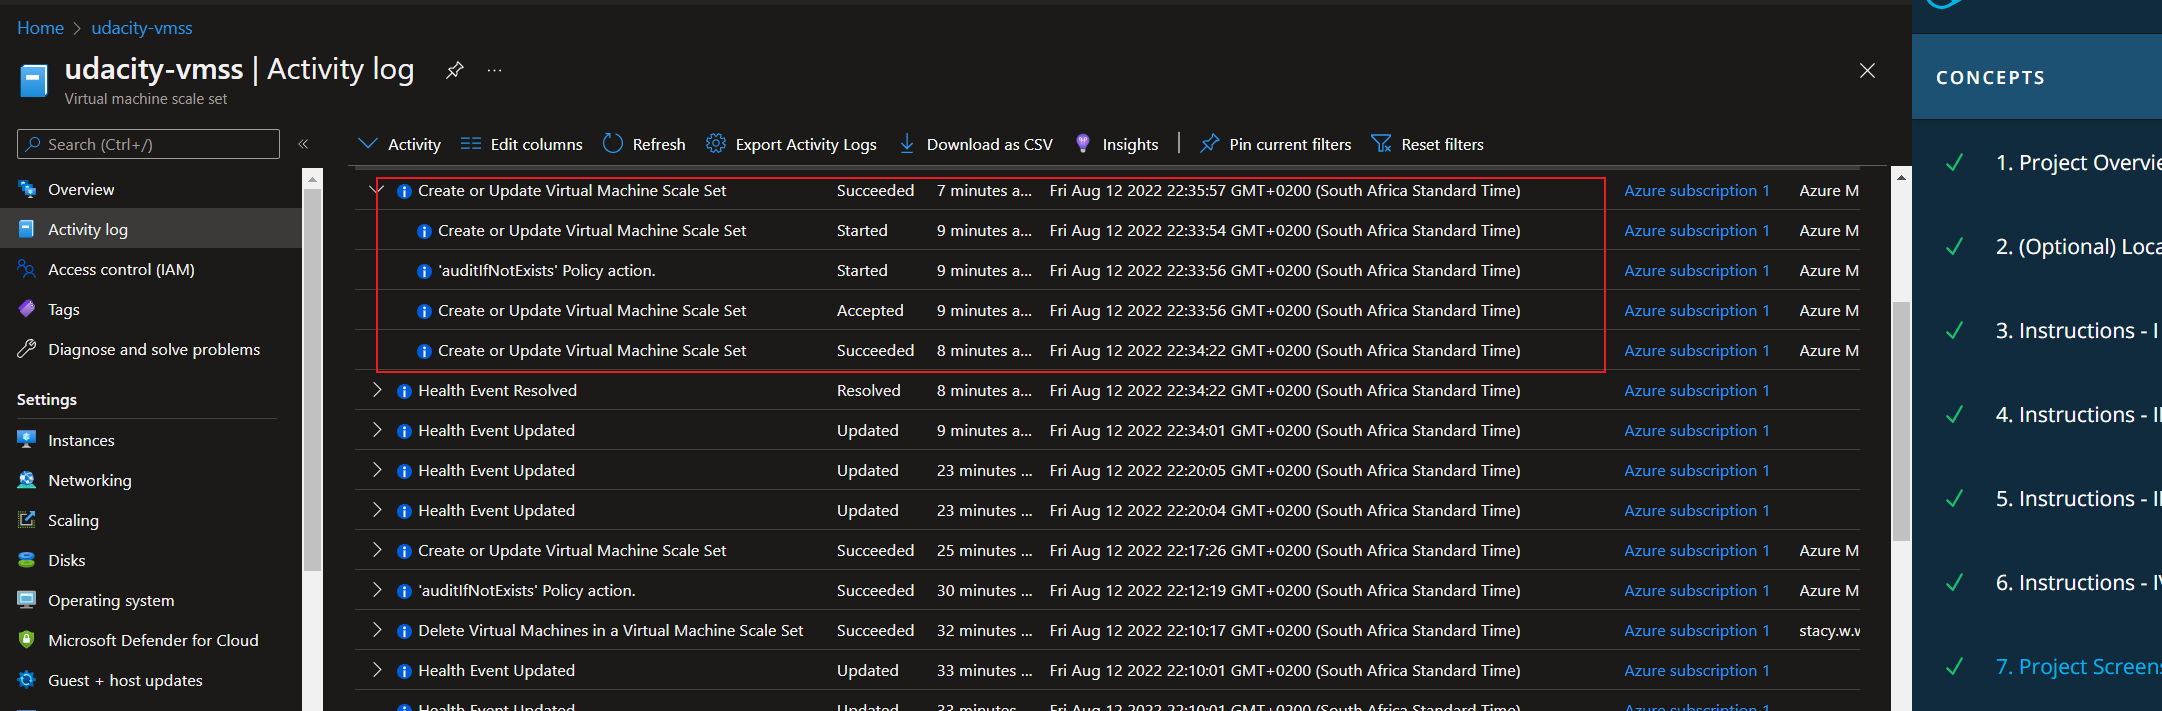 Home > udacity-vmss
udacity-vmss | Activity log
Virtual machine scale set
Search (Ctrl+/)
Overview
Activity log
Access control (IAM)
Tags
Diagnose and solve problems
Settings
Instances
Networking
Scaling
Disks
Operating system
Microsoft Defender for Cloud
Guest + host updates
Activity Edit columns Refresh Export Activity Logs Download as CSV Insights Pin current filters Reset filters
Create or Update Virtual Machine Scale Set Succeeded 7 minutes a... Fri Aug 12 2022 22:35:57 GMT+0200 (South Africa Standard Time) Azure subscription 1 Azure M
Create or Update Virtual Machine Scale Set Started 9 minutes a... Fri Aug 12 2022 22:33:54 GMT+0200 (South Africa Standard Time) Azure subscription 1 Azure M
'auditIfNotExists' Policy action. Started 9 minutes a... Fri Aug 12 2022 22:33:56 GMT+0200 (South Africa Standard Time) Azure subscription 1 Azure M
Create or Update Virtual Machine Scale Set Accepted 9 minutes a... Fri Aug 12 2022 22:33:56 GMT+0200 (South Africa Standard Time) Azure subscription 1 Azure M
Create or Update Virtual Machine Scale Set Succeeded 8 minutes a... Fri Aug 12 2022 22:34:22 GMT+0200 (South Africa Standard Time) Azure subscription 1 Azure M
Health Event Resolved Resolved 8 minutes a... Fri Aug 12 2022 22:34:22 GMT+0200 (South Africa Standard Time) Azure subscription 1
Health Event Updated Updated 9 minutes a... Fri Aug 12 2022 22:34:01 GMT+0200 (South Africa Standard Time) Azure subscription 1
Health Event Updated Updated 23 minutes ... Fri Aug 12 2022 22:20:05 GMT+0200 (South Africa Standard Time) Azure subscription 1
Health Event Updated Updated 23 minutes ... Fri Aug 12 2022 22:20:04 GMT+0200 (South Africa Standard Time) Azure subscription 1
Create or Update Virtual Machine Scale Set Succeeded 25 minutes ... Fri Aug 12 2022 22:17:26 GMT+0200 (South Africa Standard Time) Azure subscription 1 Azure M
'auditIfNotExists' Policy action. Succeeded 30 minutes ... Fri Aug 12 2022 22:12:19 GMT+0200 (South Africa Standard Time) Azure subscription 1 Azure M
Delete Virtual Machines in a Virtual Machine Scale Set Succeeded 32 minutes ... Fri Aug 12 2022 22:10:17 GMT+0200 (South Africa Standard Time) Azure subscription 1 stacy.w.w
Health Event Updated Updated 33 minutes ... Fri Aug 12 2022 22:10:01 GMT+0200 (South Africa Standard Time) Azure subscription 1
Health Event Updated Updated 33 minutes ... Fri Aug 12 2022 22:10:01 GMT+0200 (South Africa Standard Time) Azure subscription 1
CONCEPTS
1. Project Overvie
2. (Optional) Loca
3. Instructions - I
4. Instructions - II
5. Instructions - II
6. Instructions - IV
7. Project Screens